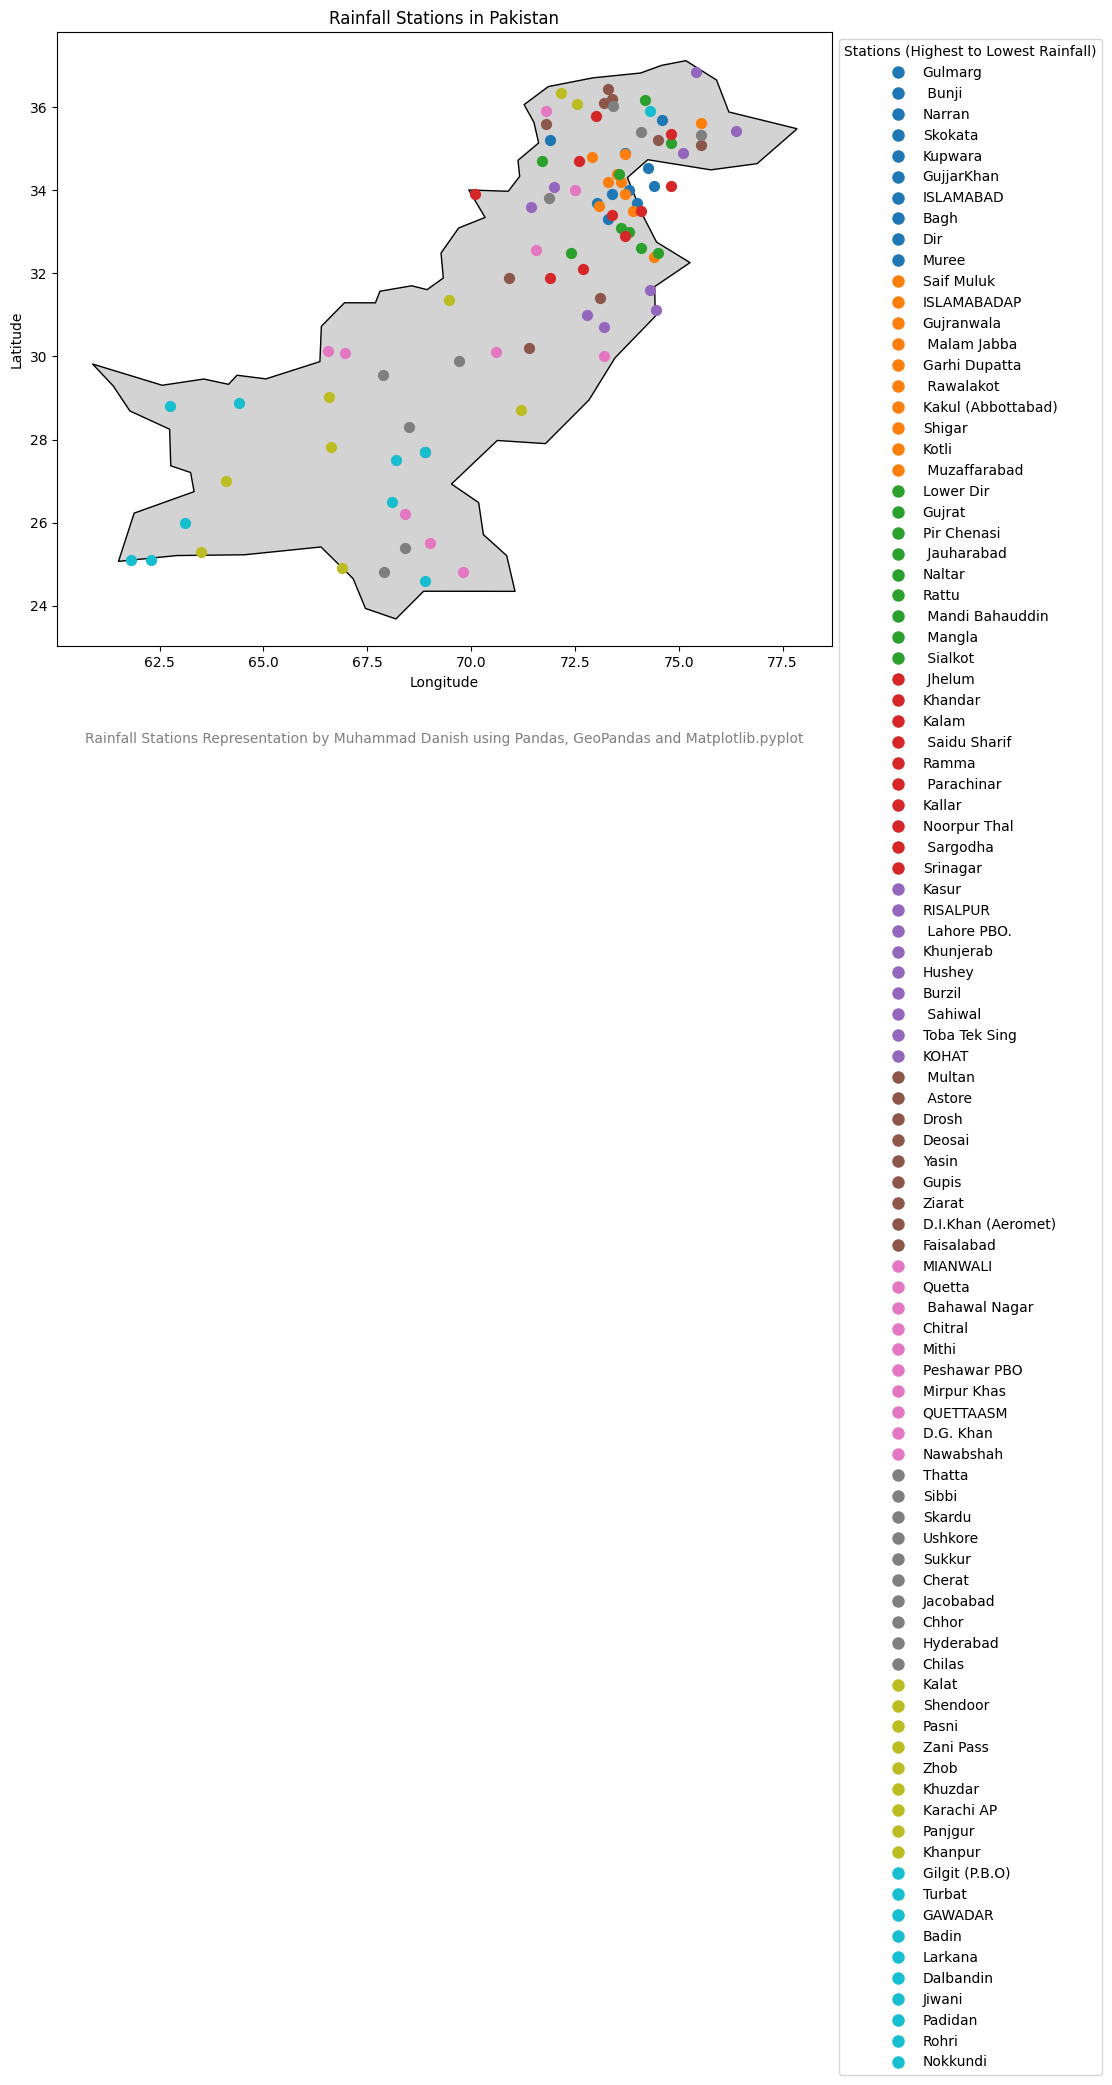 Rainfall Stations in Pakistan
Latitude
36
34
32
30
28
26
24
62.5
65.0
67.5
70.0
72.5
75.0
77.5
Longitude
Rainfall Stations Representation by Muhammad Danish using Pandas, GeoPandas and Matplotlib.pyplot
Stations (Highest to Lowest Rainfall)
Gulmarg
Bunji
Narran
Skokata
Kupwara
GujjarKhan
ISLAMABAD
Bagh
Dir
Muree
Saif Muluk
ISLAMABADAP
Gujranwala
Malam Jabba
Garhi Dupatta
Rawalakot
Kakul (Abbottabad)
Shigar
Kotli
Muzaffarabad
Lower Dir
Gujrat
Pir Chenasi
Jauharabad
Naltar
Rattu
Mandi Bahauddin
Mangla
Sialkot
Jhelum
Khandar
Kalam
Saidu Sharif
Ramma
Parachinar
Kallar
Noorpur Thal
Sargodha
Srinagar
Kasur
RISALPUR
Lahore PBO.
Khunjerab
Hushey
Burzil
Sahiwal
Toba Tek Sing
KOHAT
Multan
Astore
Drosh
Deosai
Yasin
Gupis
Ziarat
D.I.Khan (Aeromet)
Faisalabad
MIANWALI
Quetta
Bahawal Nagar
Chitral
Mithi
Peshawar PBO
Mirpur Khas
QUETTAASM
D.G. Khan
Nawabshah
Thatta
Sibbi
Skardu
Ushkore
Sukkur
Cherat
Jacobabad
Chhor
Hyderabad
Chilas
Kalat
Shendoor
Pasni
Zani Pass
Zhob
Khuzdar
Karachi AP
Panjgur
Khanpur
Gilgit (P.B.O)
Turbat
GAWADAR
Badin
Larkana
Dalbandin
Jiwani
Padidan
Rohri
Nokkundi